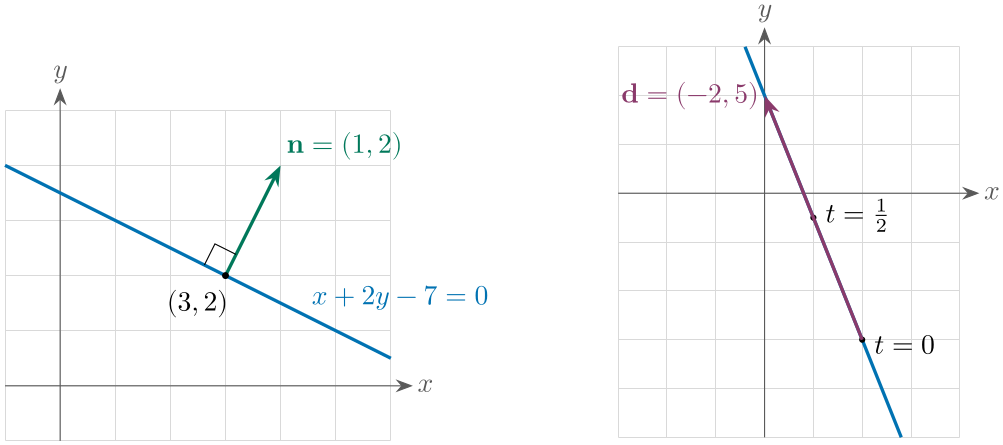 y
n = (1, 2)
(3, 2)
x + 2y − 7 = 0
x
y
d = (−2, 5)
x
t = 1/2
t = 0